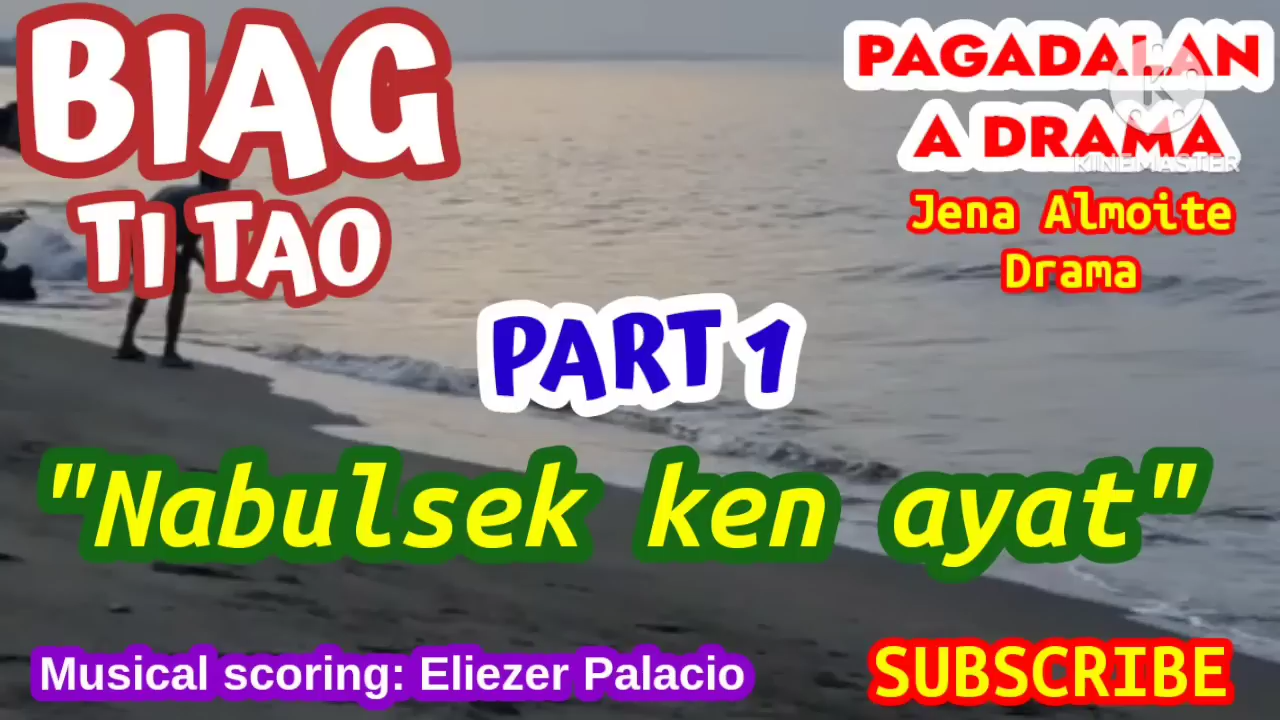 BIAG
TI TAO
PAGADALAN
A DRAMA
KINEMASTER
Jena Almoite
Drama
PART 1
"Nabulsek ken ayat"
Musical scoring: Eliezer Palacio
SUBSCRIBE